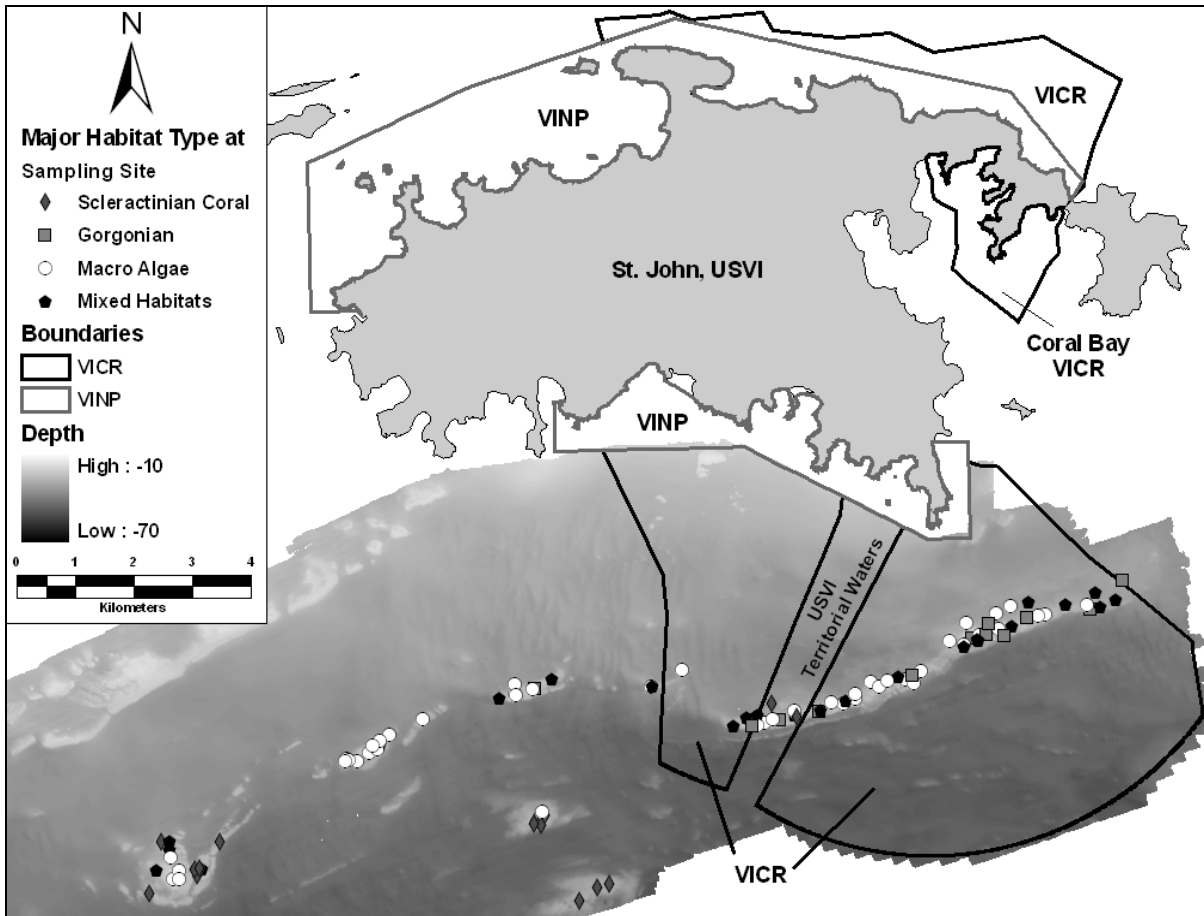 N
Major Habitat Type at
Sampling Site
Scleractinian Coral
Gorgonian
Macro Algae
Mixed Habitats
Boundaries
VICR
VINP
Depth
High : -10
Low : -70
0 1 2 3 4
Kilometers
VINP
VICR
St. John, USVI
Coral Bay
VICR
VINP
USVI
Territorial Waters
VICR